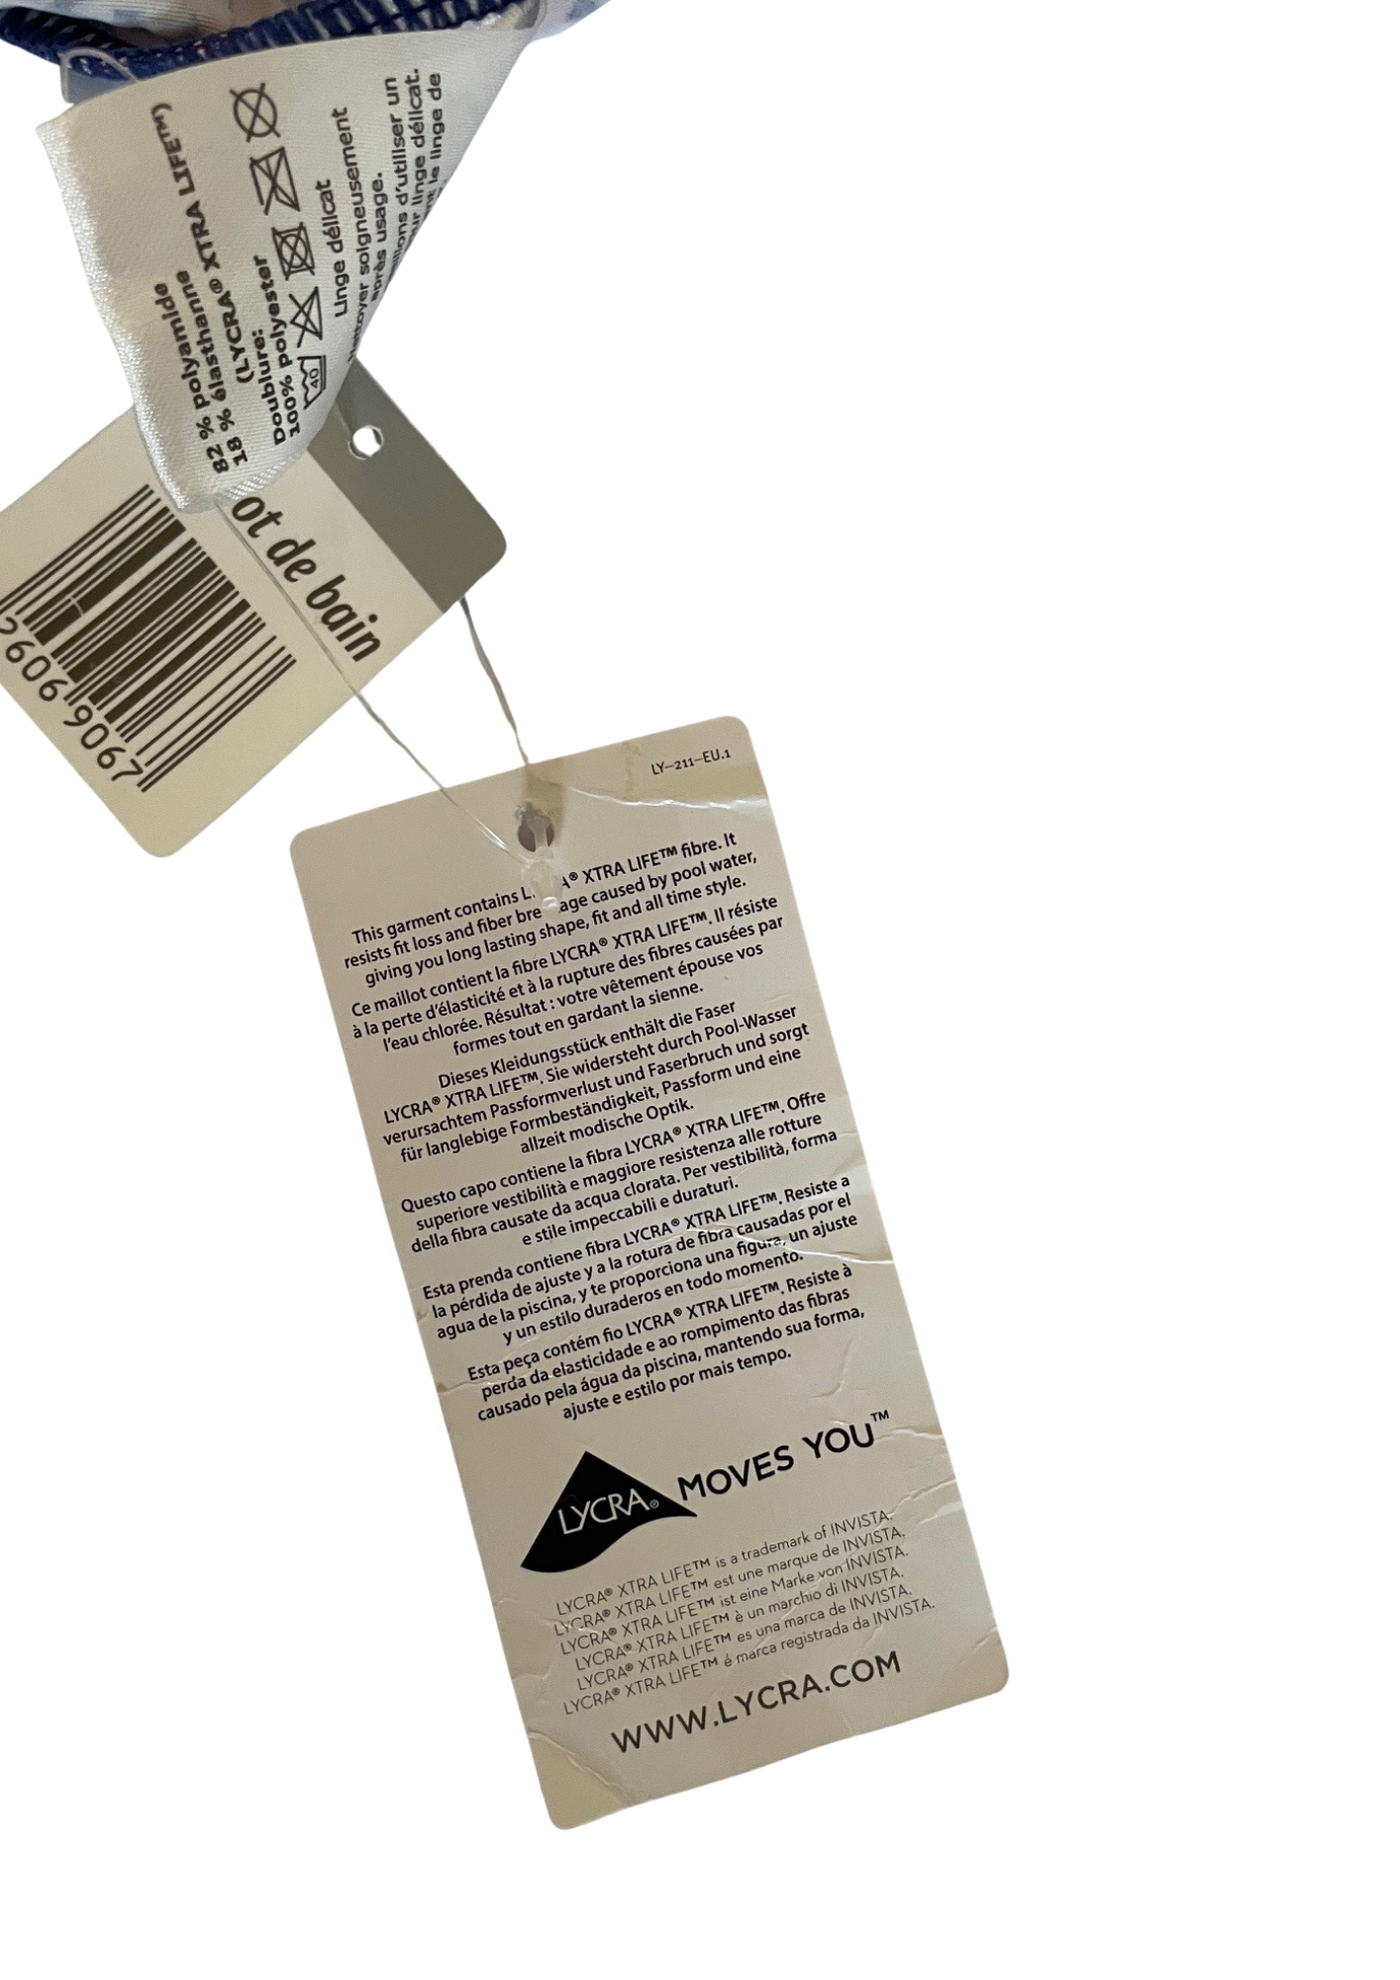 82 % polyamide
18 % élasthanne
(LYCRA® XTRA LIFE™)
Doublure:
100% polyester
40
Linge délicat
soigneusement
après usage.
d'utiliser un
linge délicat.
le linge de
de bain
2606 9067
LY-211-EU.1
This garment contains XTRA LIFE™ fibre. It
resists fit loss and fiber caused by pool water,
giving you long lasting shape, fit and all time style.
Ce maillot contient la fibre LYCRA® XTRA LIFE™. Il résiste
à la perte d'élasticité et à la rupture des fibres causées par
l'eau chlorée. Résultat : votre vêtement épouse vos
formes tout en gardant la sienne.
Dieses Kleidungsstück enthält die Faser
LYCRA® XTRA LIFE™. Sie widersteht durch Pool-Wasser
verursachtem Passformverlust und Faserbruch und sorgt
für langlebige Formbeständigkeit, Passform und eine
allzeit modische Optik.
Questo capo contiene la fibra LYCRA® XTRA LIFE™. Offre
superiore vestibilità e maggiore resistenza alle rotture
della fibra causate da acqua clorata. Per vestibilità, forma
e stile impeccabili e duraturi.
Esta prenda contiene fibra LYCRA® XTRA LIFE™. Resiste a
la pérdida de ajuste y a la rotura de fibra causadas por el
agua de la piscina, y te proporciona una figura, un ajuste
y un estilo duraderos en todo momento.
Esta peça contém fio LYCRA® XTRA LIFE™. Resiste à
perda da elasticidade e ao rompimento das fibras
causado pela água da piscina, mantendo sua forma,
ajuste e estilo por mais tempo.
LYCRA® MOVES YOU™
LYCRA® XTRA LIFE™ is a trademark of INVISTA.
LYCRA® XTRA LIFE™ est une marque de INVISTA.
LYCRA® XTRA LIFE™ ist eine Marke von INVISTA.
LYCRA® XTRA LIFE™ è un marchio di INVISTA.
LYCRA® XTRA LIFE™ es una marca de INVISTA.
LYCRA® XTRA LIFE™ é marca registrada da INVISTA.
WWW.LYCRA.COM